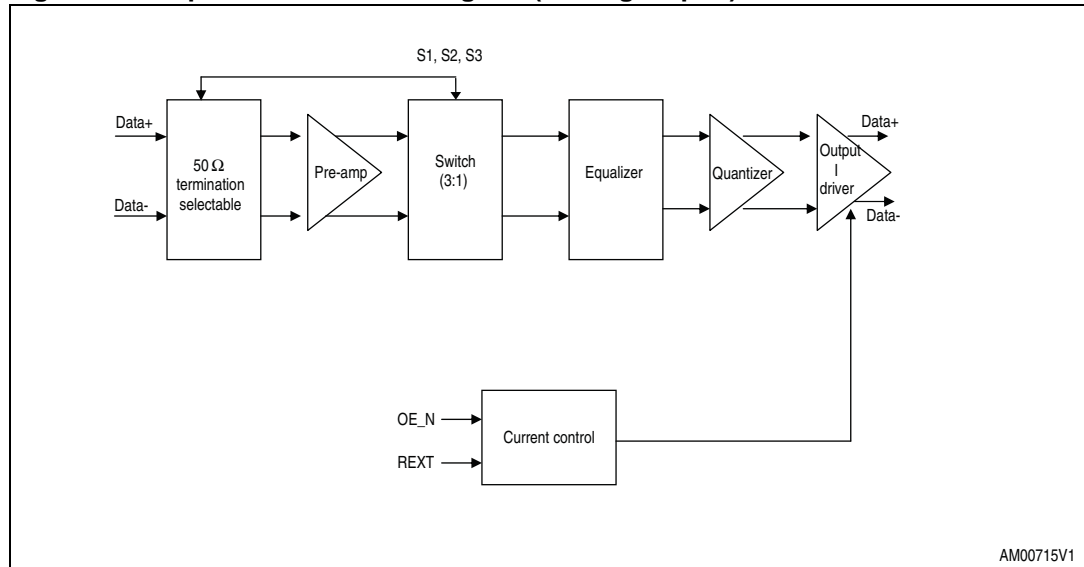 S1, S2, S3
Data+
Data-
50 Ω
termination
selectable
Pre-amp
Switch
(3:1)
Equalizer
Quantizer
Output
I
driver
Data+
Data-
OE_N
REXT
Current control
AM00715V1